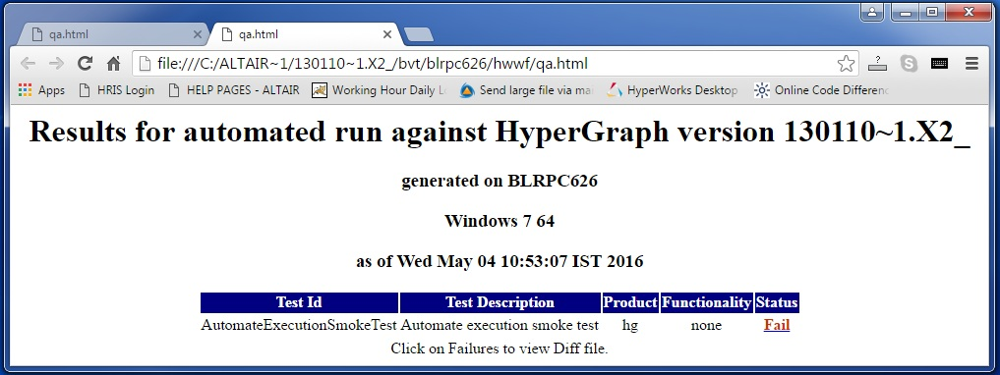 qa.html
qa.html
file:///C:/ALTAIR~1/130110~1.X2_/bvt/blrpc626/hwwf/qa.html
Apps HRIS Login HELP PAGES - ALTAIR Working Hour Daily Lo Send large file via mai HyperWorks Desktop Online Code Differenc
Results for automated run against HyperGraph version 130110~1.X2_
generated on BLRPC626
Windows 7 64
as of Wed May 04 10:53:07 IST 2016
Test Id Test Description Product Functionality Status
AutomateExecutionSmokeTest Automate execution smoke test hg none Fail
Click on Failures to view Diff file.